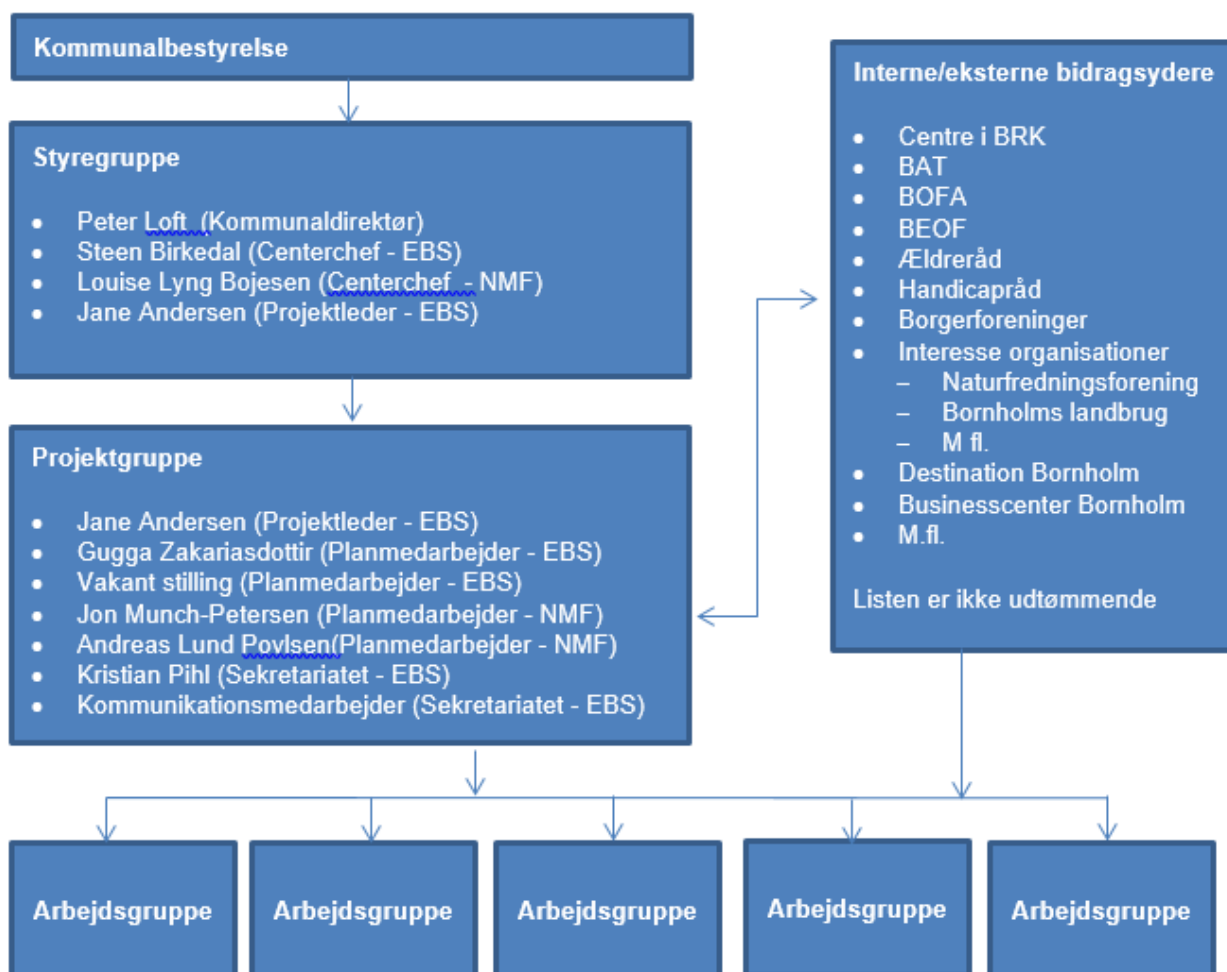 Kommunalbestyrelse
Styregruppe
• Peter Loft  (Kommunaldirektør)
• Steen Birkedal (Centerchef - EBS)
• Louise Lyng Bojesen (Centerchef  - NMF)
• Jane Andersen (Projektleder - EBS)
Projektgruppe
• Jane Andersen (Projektleder - EBS)
• Gugga Zakariasdottir (Planmedarbejder - EBS)
• Vakant stilling (Planmedarbejder - EBS)
• Jon Munch-Petersen (Planmedarbejder - NMF)
• Andreas Lund Povlsen(Planmedarbejder - NMF)
• Kristian Pihl (Sekretariatet - EBS)
• Kommunikationsmedarbejder (Sekretariatet - EBS)
Interne/eksterne bidragsydere
• Centre i BRK
• BAT
• BOFA
• BEOF
• Ældreråd
• Handicapråd
• Borgerforeninger
• Interesse organisationer
– Naturfredningsforening
– Bornholms landbrug
– M fl.
• Destination Bornholm
• Businesscenter Bornholm
• M.fl.
Listen er ikke udtømmende
Arbejdsgruppe
Arbejdsgruppe
Arbejdsgruppe
Arbejdsgruppe
Arbejdsgruppe